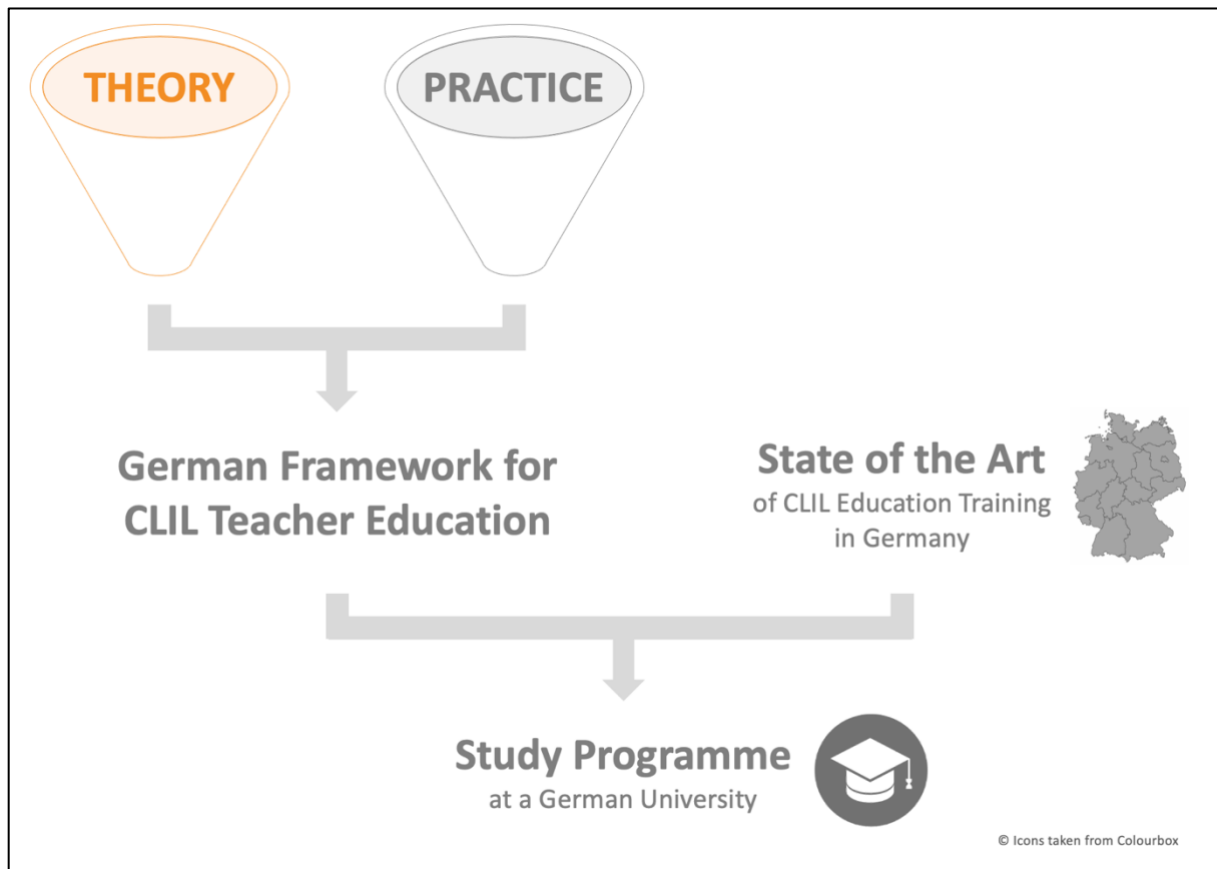 THEORY
PRACTICE
German Framework for
CLIL Teacher Education
State of the Art
of CLIL Education Training
in Germany
Study Programme
at a German University
© Icons taken from Colourbox